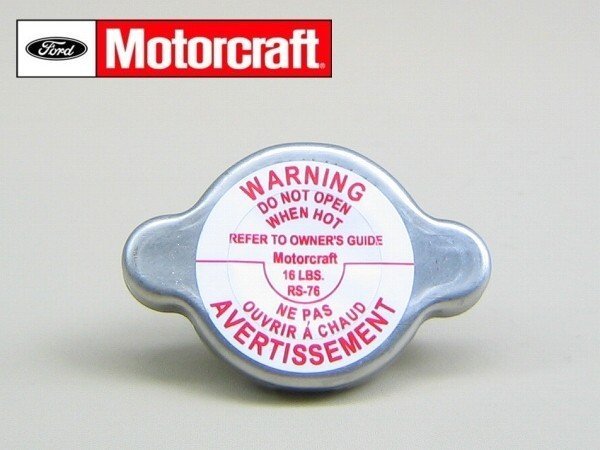 Ford
Motorcraft
WARNING
DO NOT OPEN
WHEN HOT
REFER TO OWNER'S GUIDE
Motorcraft
16 LBS.
RS-76
NE PAS
OUVRIR À CHAUD
AVERTISSEMENT